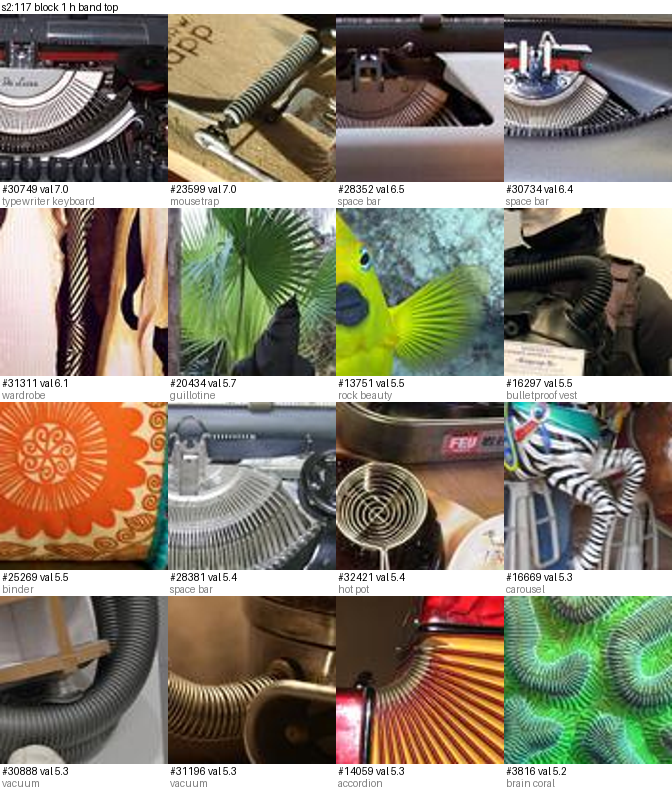 s2:117 block 1 h band top
De Luxe
app
FEU
#30749 val 7.0
typewriter keyboard
#23599 val 7.0
mousetrap
#28352 val 6.5
space bar
#30734 val 6.4
space bar
#31311 val 6.1
wardrobe
#20434 val 5.7
guillotine
#13751 val 5.5
rock beauty
#16297 val 5.5
bulletproof vest
#25269 val 5.5
binder
#28381 val 5.4
space bar
#32421 val 5.4
hot pot
#16669 val 5.3
carousel
#30888 val 5.3
vacuum
#31196 val 5.3
vacuum
#14059 val 5.3
accordion
#3816 val 5.2
brain coral